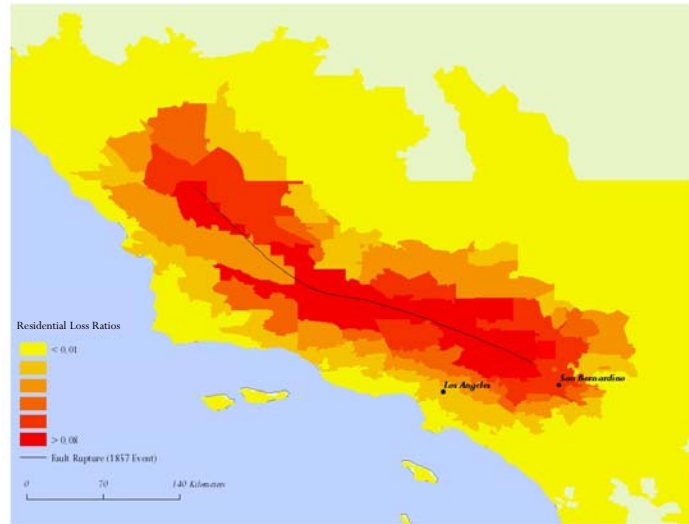 Los Angeles
San Bernardino
Residential Loss Ratios
< 0.01
> 0.08
Fault Rupture (1857 Event)
0 70 140 Kilometers